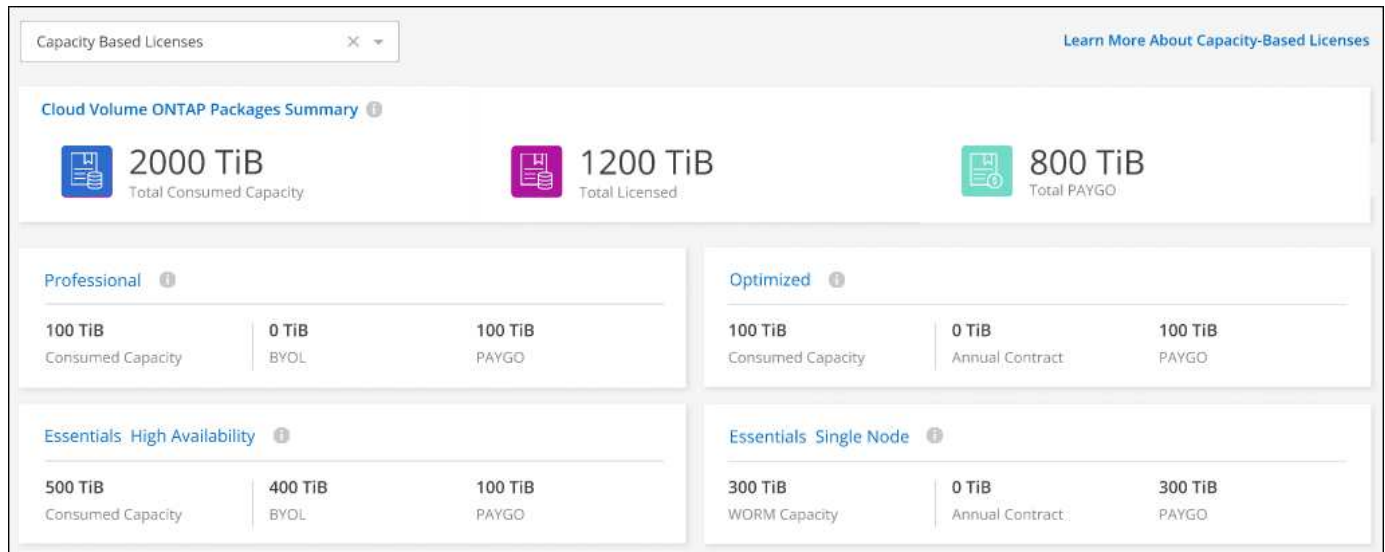 Capacity Based Licenses
Learn More About Capacity-Based Licenses
Cloud Volume ONTAP Packages Summary
2000 TiB
Total Consumed Capacity
1200 TiB
Total Licensed
800 TiB
Total PAYGO
Professional
100 TiB
Consumed Capacity
0 TiB
BYOL
100 TiB
PAYGO
Optimized
100 TiB
Consumed Capacity
0 TiB
Annual Contract
100 TiB
PAYGO
Essentials High Availability
500 TiB
Consumed Capacity
400 TiB
BYOL
100 TiB
PAYGO
Essentials Single Node
300 TiB
WORM Capacity
0 TiB
Annual Contract
300 TiB
PAYGO